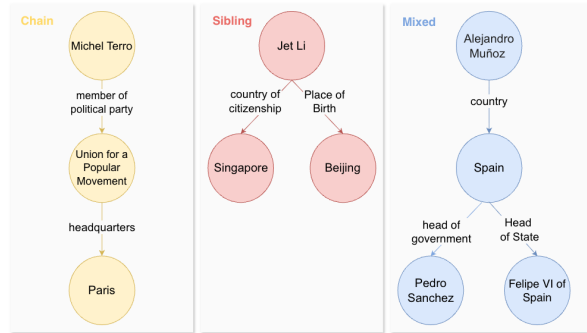 Chain
Michel Terro
member of
political party
Union for a
Popular
Movement
headquarters
Paris
Sibling
Jet Li
country of
citizenship
Place of
Birth
Singapore
Beijing
Mixed
Alejandro
Muñoz
country
Spain
head of
government
Head
of State
Pedro
Sanchez
Felipe VI of
Spain